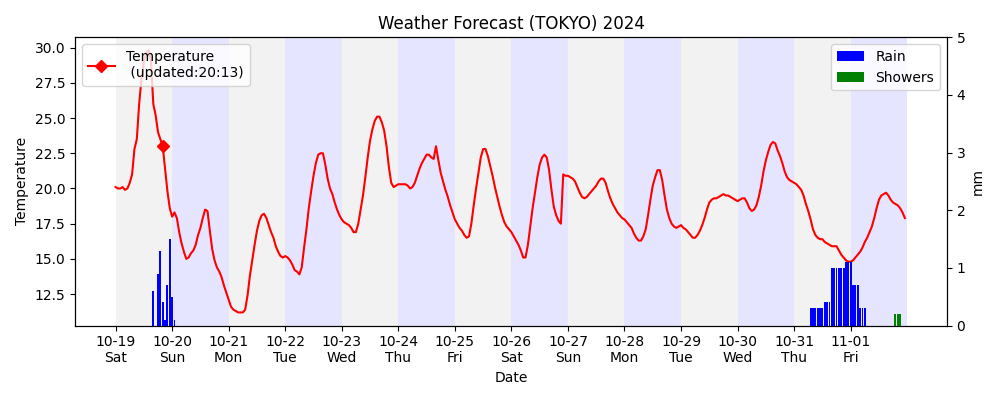 Weather Forecast (TOKYO) 2024
Temperature
(updated:20:13)
Rain
Showers
Temperature
30.0
27.5
25.0
22.5
20.0
17.5
15.0
12.5
5
4
3
2
1
0
mm
10-19 10-20 10-21 10-22 10-23 10-24 10-25 10-26 10-27 10-28 10-29 10-30 10-31 11-01
Sat Sun Mon Tue Wed Thu Fri Sat Sun Mon Tue Wed Thu Fri
Date